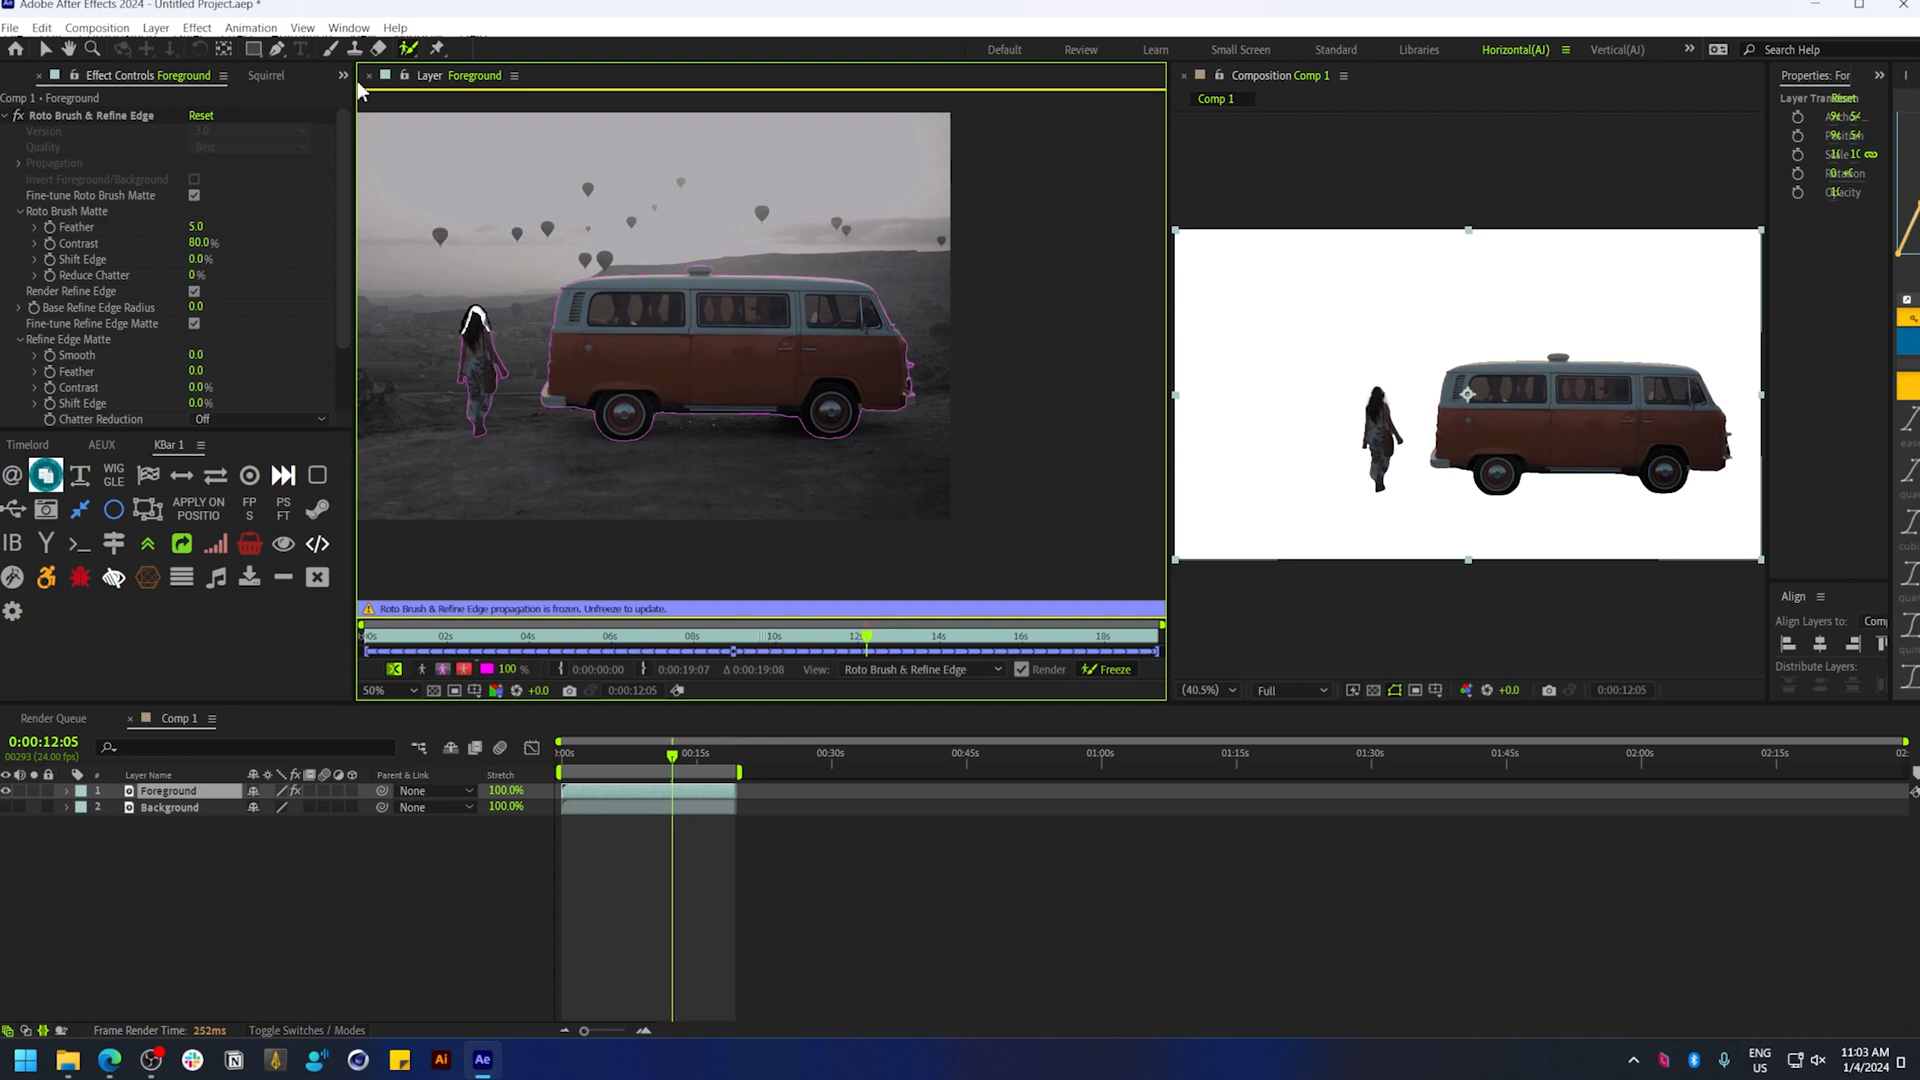 Adobe After Effects 2024 - Untitled Project.aep *
File Edit Composition Layer Effect Animation View Window Help
Default Review Learn Small Screen Standard Libraries Horizontal(AJ) Vertical(AJ) Search Help
Effect Controls Foreground Squirrel
Comp 1 • Foreground
fx Roto Brush & Refine Edge Reset
Version 3.0
Quality Best
Propagation
Invert Foreground/Background
Fine-tune Roto Brush Matte
Roto Brush Matte
Feather 5.0
Contrast 80.0%
Shift Edge 0.0%
Reduce Chatter 0%
Render Refine Edge
Base Refine Edge Radius 0.0
Fine-tune Refine Edge Matte
Refine Edge Matte
Smooth 0.0
Feather 0.0
Contrast 0.0%
Shift Edge 0.0%
Chatter Reduction Off
Timelord AEUX KBar 1
WIG
GLE
APPLY ON
POSITIO
FP
S
PS
FT
IB
Layer Foreground
Roto Brush & Refine Edge propagation is frozen. Unfreeze to update.
02s 04s 06s 08s 10s 12s 14s 16s 18s
100 % 0:00:00:00 0:00:19:07 Δ 0:00:19:08 View: Roto Brush & Refine Edge Render Freeze
50% +0.0 0:00:12:05
Composition Comp 1
Comp 1
(40.5%) Full +0.0 0:00:12:05
Properties: For
Reset
Align
Align Layers to: Comp
Distribute Layers:
Render Queue Comp 1
0:00:12:05
00293 (24.00 fps)
:00s 00:15s 00:30s 00:45s 01:00s 01:15s 01:30s 01:45s 02:00s 02:15s 02:
# Layer Name Parent & Link Stretch
1 Foreground fx None 100.0%
2 Background None 100.0%
Frame Render Time: 252ms Toggle Switches / Modes
Ai Ae
ENG
US
11:03 AM
1/4/2024